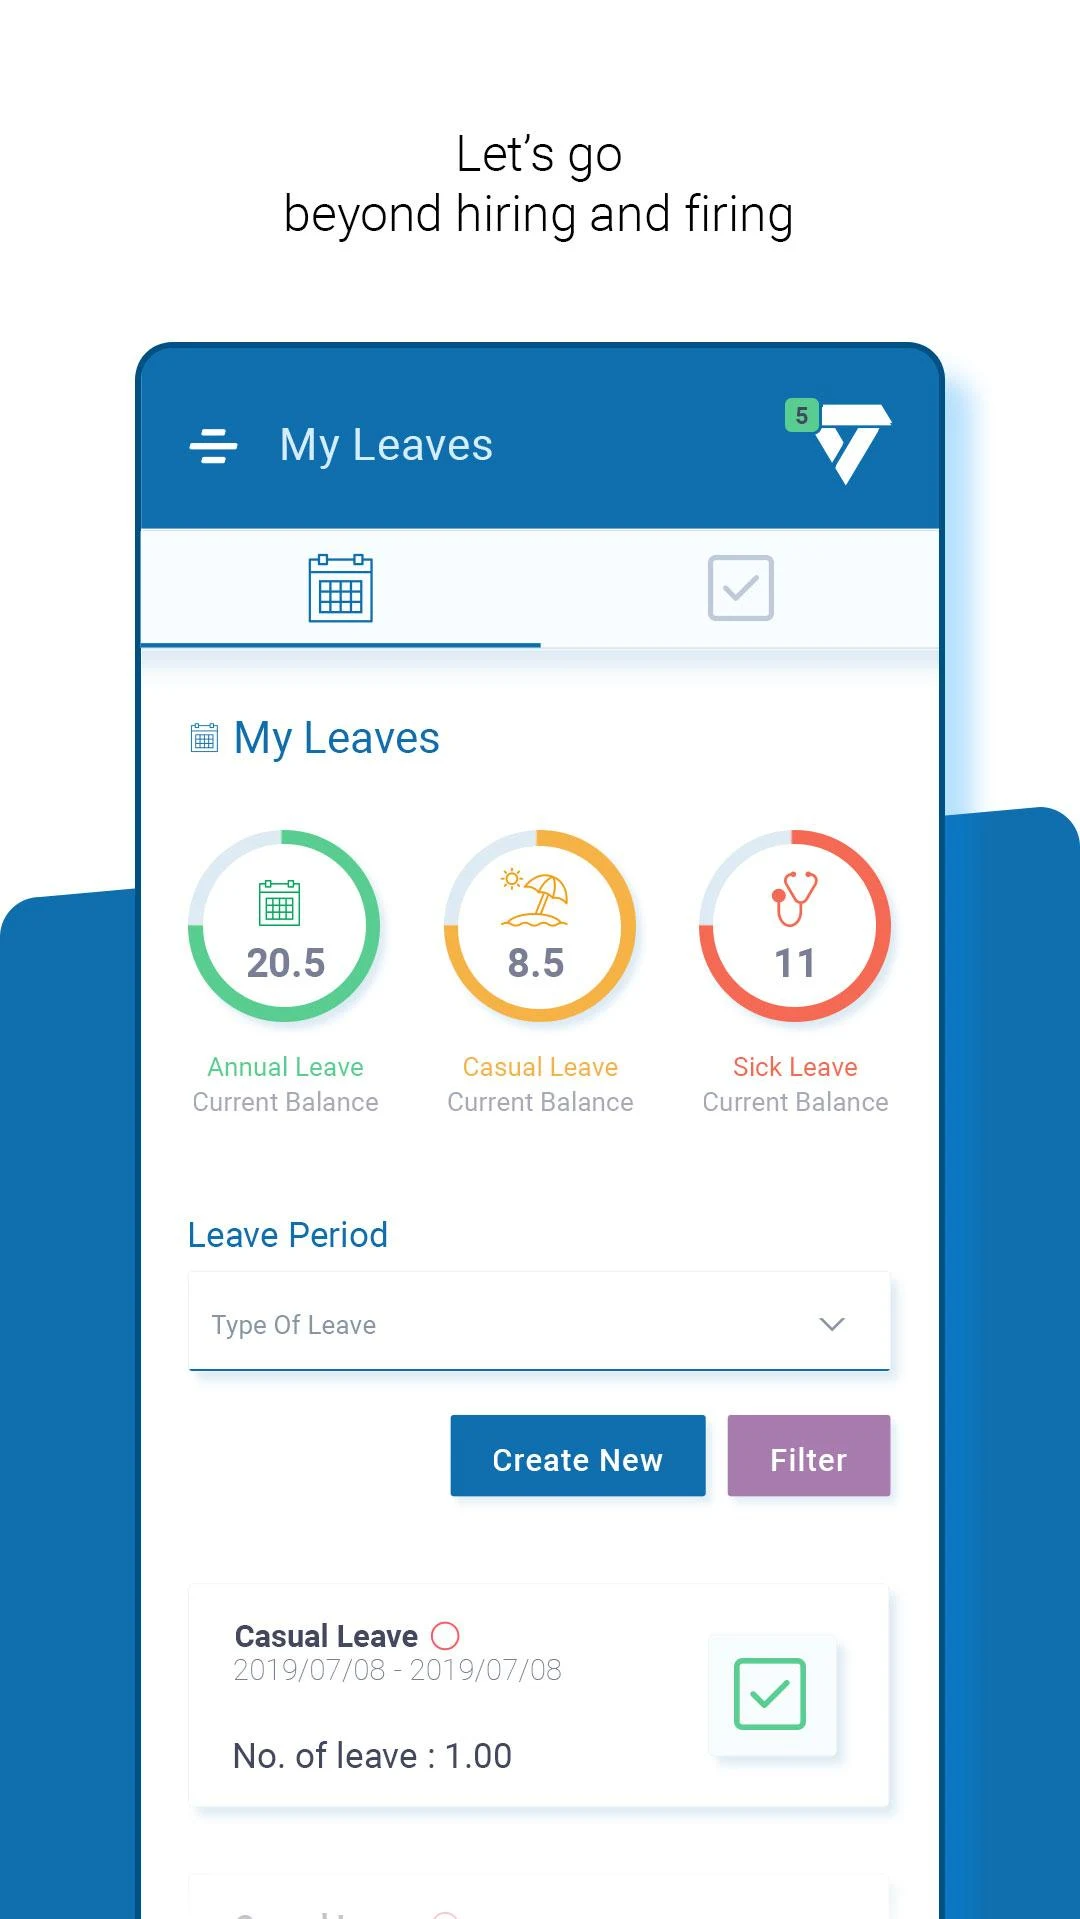 Let's go
beyond hiring and firing
My Leaves
5
My Leaves
20.5
8.5
11
Annual Leave
Current Balance
Casual Leave
Current Balance
Sick Leave
Current Balance
Leave Period
Type Of Leave
Create New
Filter
Casual Leave
2019/07/08 - 2019/07/08
No. of leave : 1.00